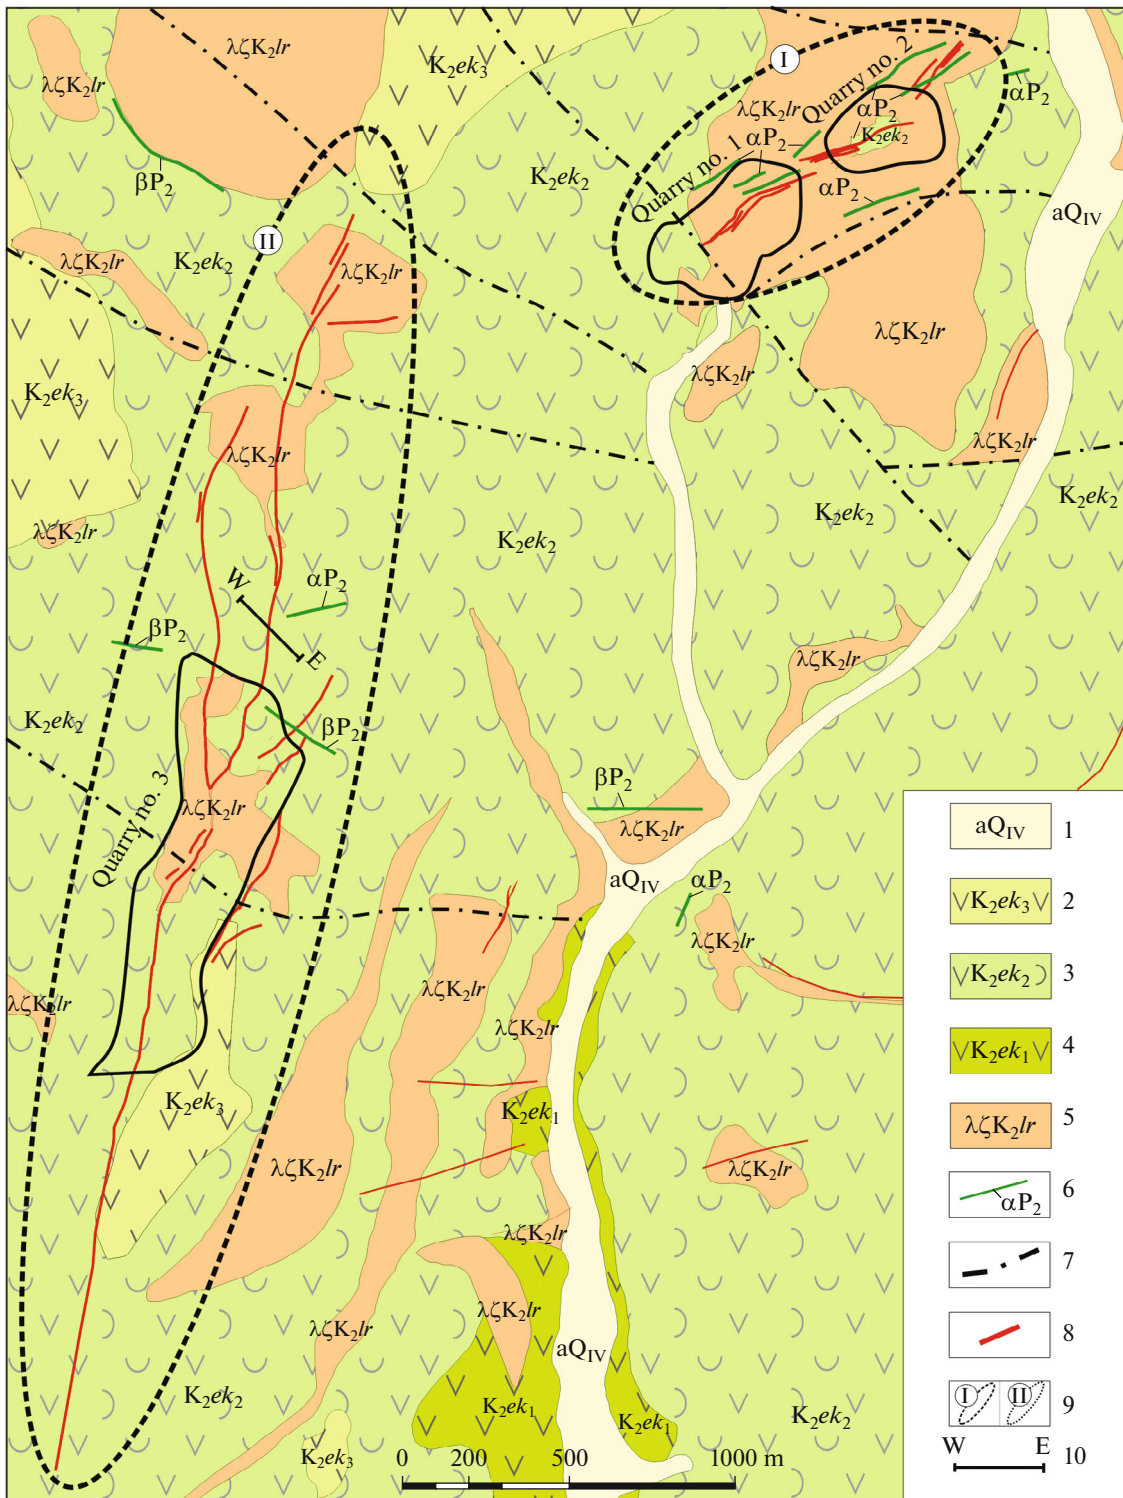 λζK₂lr
K₂ek₃
λζK₂lr
βP₂
K₂ek₂
I
Quarry no. 2
αP₂
λζK₂lr
αP₂
K₂ek₂
αP₂
Quarry no. 1
αP₂
aQIV
II
K₂ek₂
λζK₂lr
λζK₂lr
λζK₂lr
λζK₂lr
K₂ek₃
λζK₂lr
λζK₂lr
K₂ek₂
K₂ek₂
λζK₂lr
K₂ek₂
W
E
αP₂
βP₂
λζK₂lr
K₂ek₂
βP₂
βP₂
Quarry no. 3
λζK₂lr
λζK₂lr
aQIV
αP₂
λζK₂lr
λζK₂lr
λζK₂lr
λζK₂lr
K₂ek₃
K₂ek₁
λζK₂lr
λζK₂lr
λζK₂lr
λζK₂lr
λζK₂lr
aQIV
K₂ek₂
K₂ek₁
K₂ek₁
K₂ek₂
K₂ek₃
0 200 500 1000 m
aQIV 1
K₂ek₃ 2
K₂ek₂ 3
K₂ek₁ 4
λζK₂lr 5
αP₂ 6
7
8
I II 9
W E 10